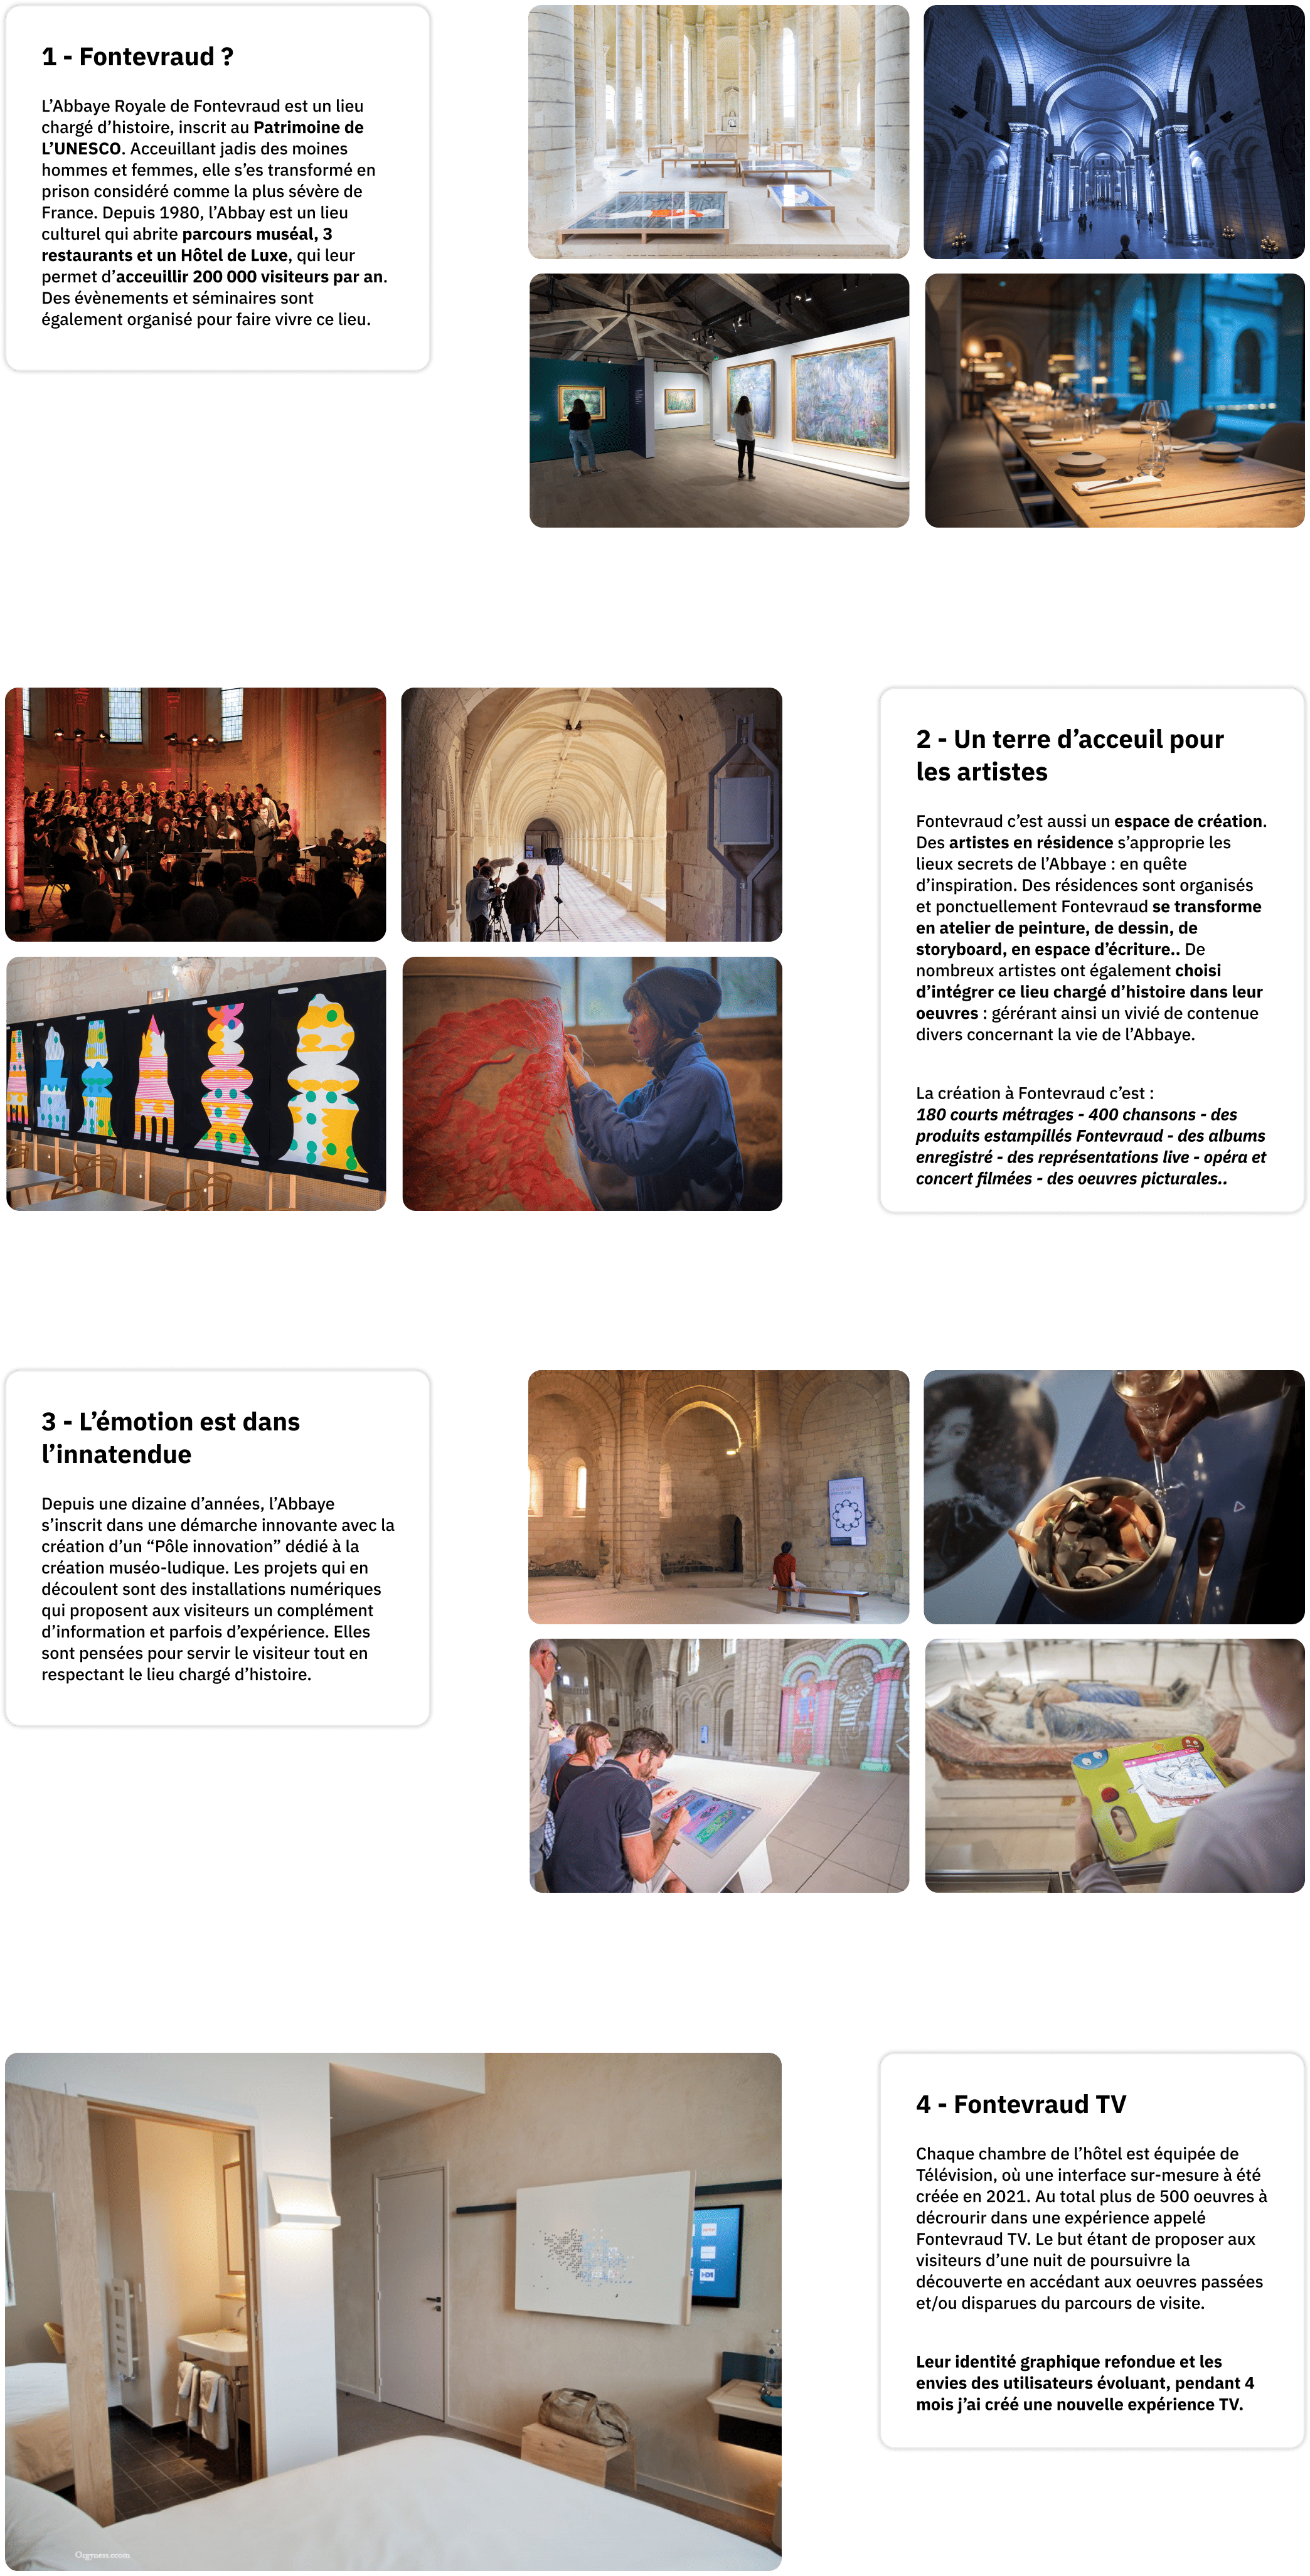 1 - Fontevraud ?
L’Abbaye Royale de Fontevraud est un lieu
chargé d’histoire, inscrit au Patrimoine de
L’UNESCO. Acceuillant jadis des moines
hommes et femmes, elle s’es transformé en
prison considéré comme la plus sévère de
France. Depuis 1980, l’Abbay est un lieu
culturel qui abrite parcours muséal, 3
restaurants et un Hôtel de Luxe, qui leur
permet d’acceuillir 200 000 visiteurs par an.
Des évènements et séminaires sont
également organisé pour faire vivre ce lieu.
2 - Un terre d’acceuil pour
les artistes
Fontevraud c’est aussi un espace de création.
Des artistes en résidence s’approprie les
lieux secrets de l’Abbaye : en quête
d’inspiration. Des résidences sont organisés
et ponctuellement Fontevraud se transforme
en atelier de peinture, de dessin, de
storyboard, en espace d’écriture.. De
nombreux artistes ont également choisi
d’intégrer ce lieu chargé d’histoire dans leur
oeuvres : gérérant ainsi un vivié de contenue
divers concernant la vie de l’Abbaye.
La création à Fontevraud c’est :
180 courts métrages - 400 chansons - des
produits estampillés Fontevraud - des albums
enregistré - des représentations live - opéra et
concert filmées - des oeuvres picturales..
3 - L’émotion est dans
l’innatendue
Depuis une dizaine d’années, l’Abbaye
s’inscrit dans une démarche innovante avec la
création d’un “Pôle innovation” dédié à la
création muséo-ludique. Les projets qui en
découlent sont des installations numériques
qui proposent aux visiteurs un complément
d’information et parfois d’expérience. Elles
sont pensées pour servir le visiteur tout en
respectant le lieu chargé d’histoire.
4 - Fontevraud TV
Chaque chambre de l’hôtel est équipée de
Télévision, où une interface sur-mesure à été
créée en 2021. Au total plus de 500 oeuvres à
décrourir dans une expérience appelé
Fontevraud TV. Le but étant de proposer aux
visiteurs d’une nuit de poursuivre la
découverte en accédant aux oeuvres passées
et/ou disparues du parcours de visite.
Leur identité graphique refondue et les
envies des utilisateurs évoluant, pendant 4
mois j’ai créé une nouvelle expérience TV.